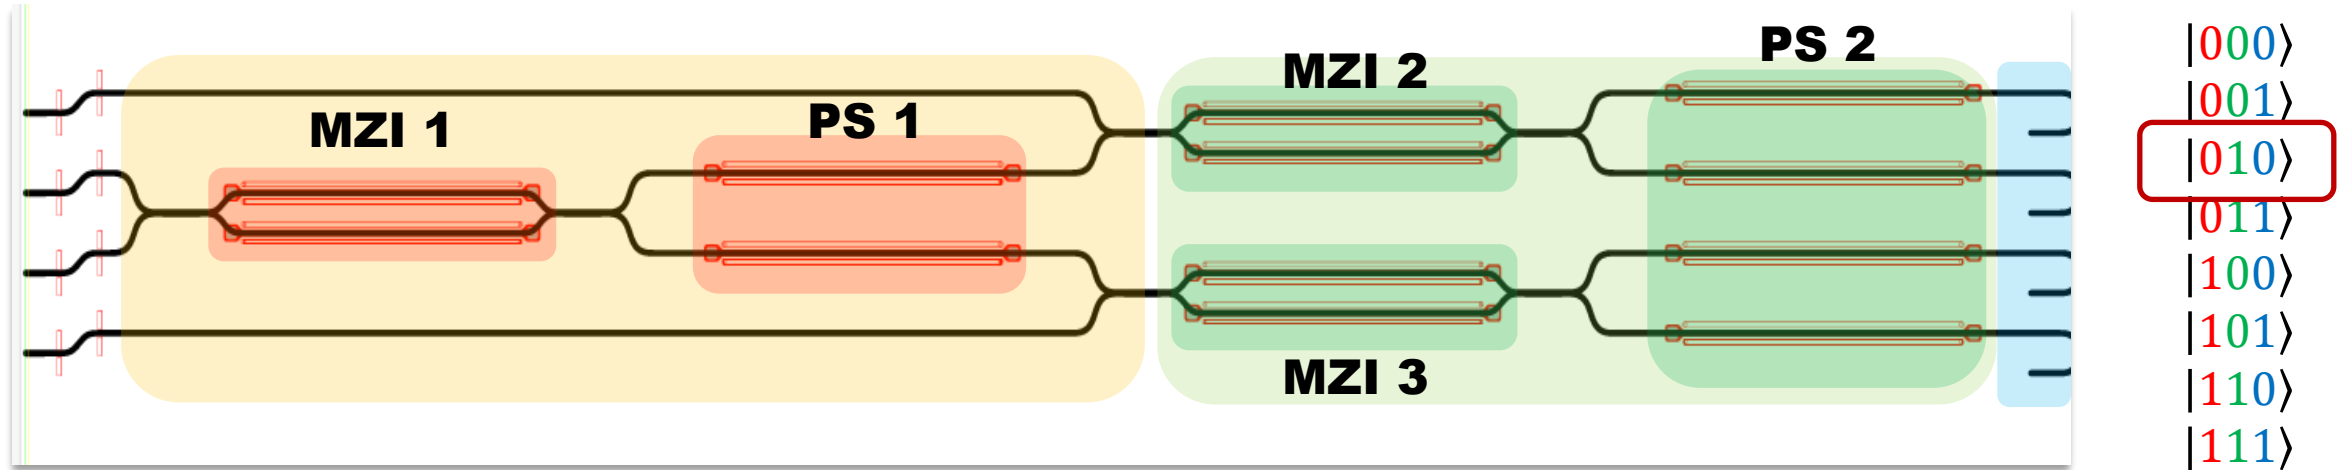 MZI 1
PS 1
MZI 2
MZI 3
PS 2
|000⟩
|001⟩
|010⟩
|011⟩
|100⟩
|101⟩
|110⟩
|111⟩